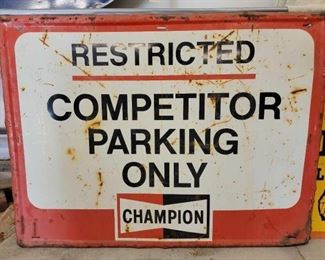 RESTRICTED
COMPETITOR
PARKING
ONLY
CHAMPION